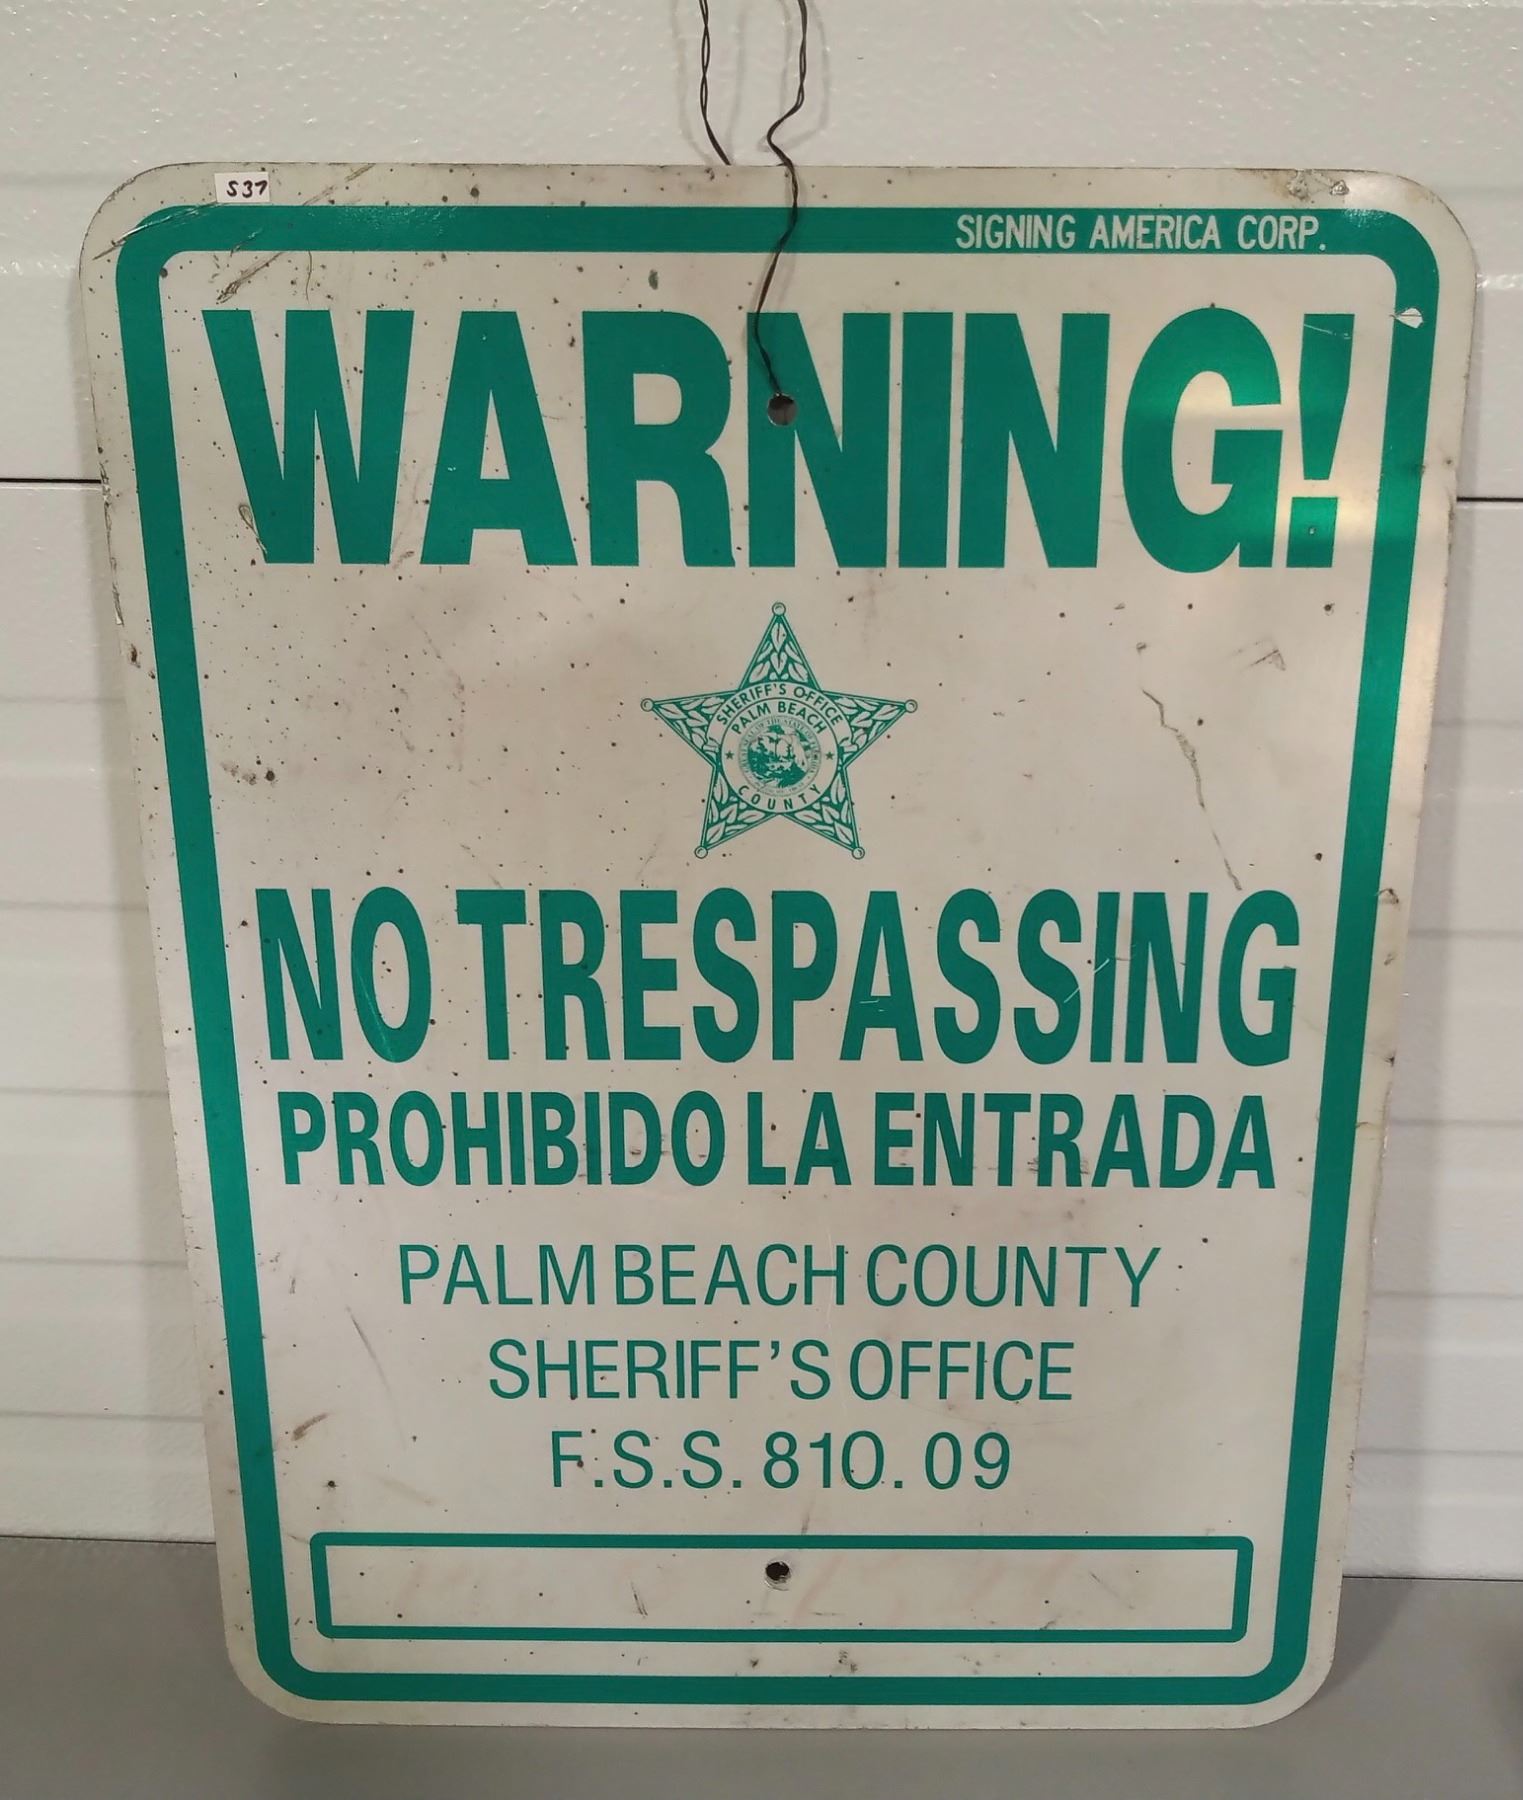 S37
SIGNING AMERICA CORP.
WARNING!
SHERIFF'S OFFICE
PALM BEACH
COUNTY
NO TRESPASSING
PROHIBIDO LA ENTRADA
PALM BEACH COUNTY
SHERIFF'S OFFICE
F.S.S. 810.09